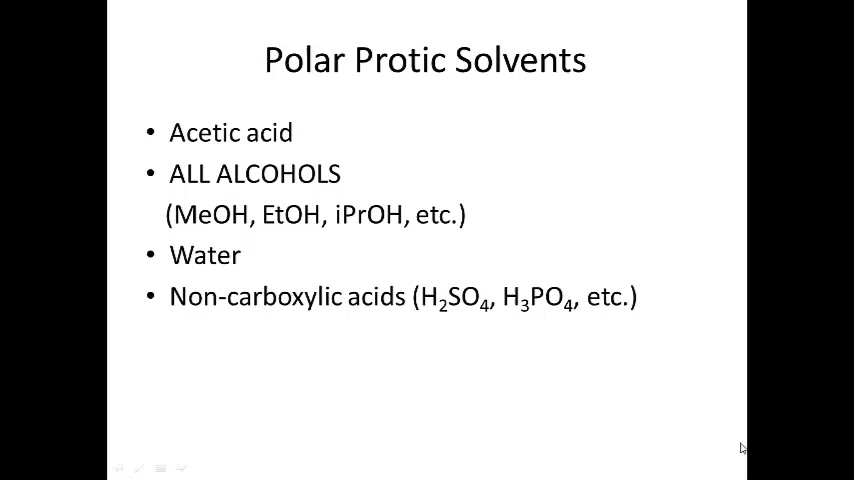 Polar Protic Solvents
• Acetic acid
• ALL ALCOHOLS
(MeOH, EtOH, iPrOH, etc.)
• Water
• Non-carboxylic acids (H₂SO₄, H₃PO₄, etc.)